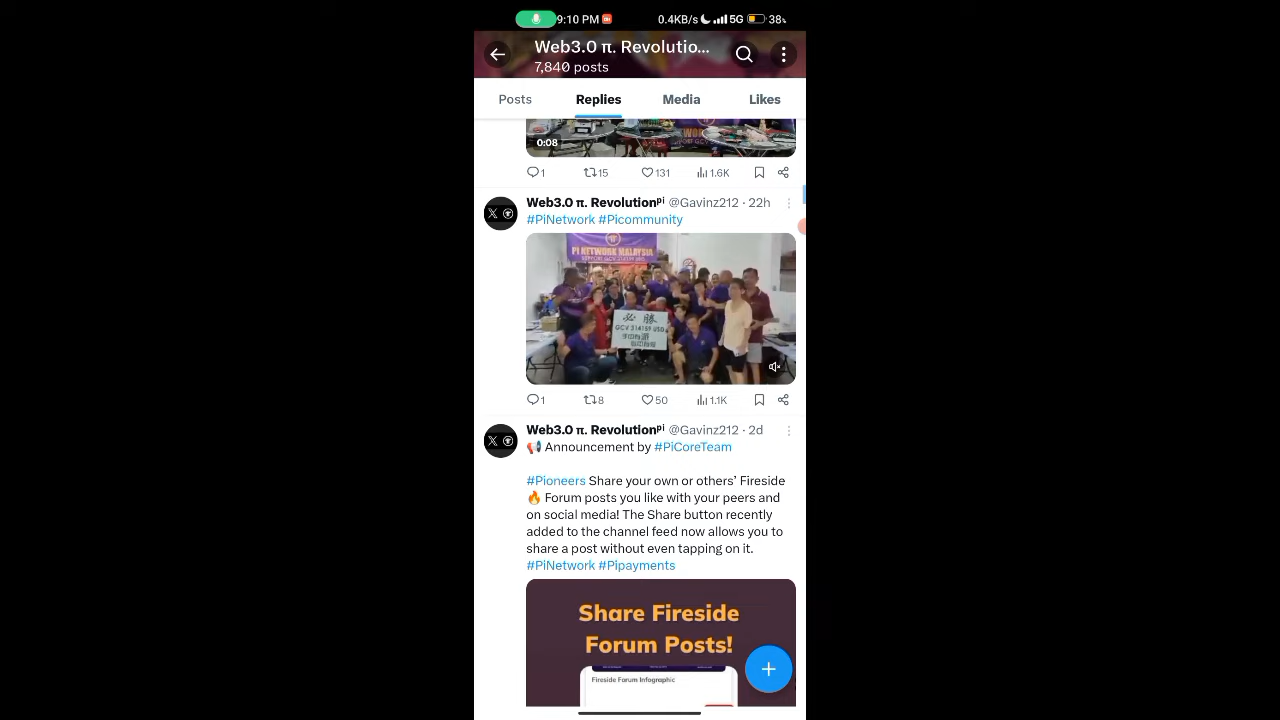 9:10 PM 0.4KB/s 5G 38%
Web3.0 π. Revolutio...
7,840 posts
Posts Replies Media Likes
0:08
1 15 131 1.6K
Web3.0 π. Revolutionᵖⁱ @Gavinz212 · 22h
#PiNetwork #Picommunity
PI NETWORK MALAYSIA
必勝
GCV 314159 USD
1 8 50 1.1K
Web3.0 π. Revolutionᵖⁱ @Gavinz212 · 2d
📢 Announcement by #PiCoreTeam
#Pioneers Share your own or others’ Fireside
🔥 Forum posts you like with your peers and
on social media! The Share button recently
added to the channel feed now allows you to
share a post without even tapping on it.
#PiNetwork #Pipayments
Share Fireside
Forum Posts!
Fireside Forum Infographic